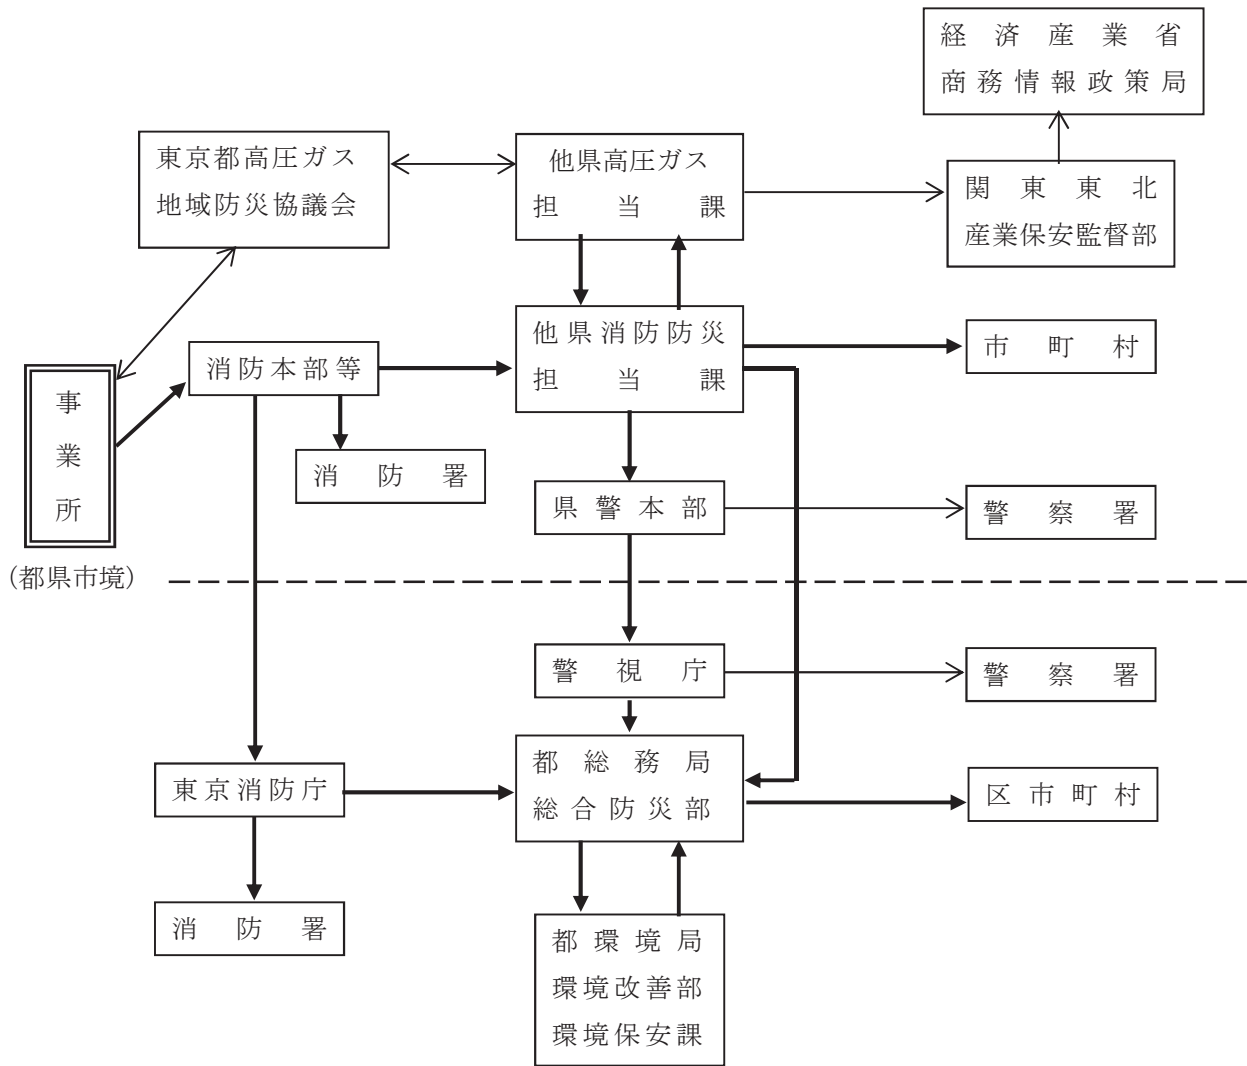 経済産業省
商務情報政策局
東京都高圧ガス
地域防災協議会
他県高圧ガス
担当課
関東東北
産業保安監督部
他県消防防災
担当課
市町村
消防本部等
事業所
消防署
県警本部
警察署
(都県市境)
警視庁
警察署
都総務局
総合防災部
東京消防庁
区市町村
消防署
都環境局
環境改善部
環境保安課